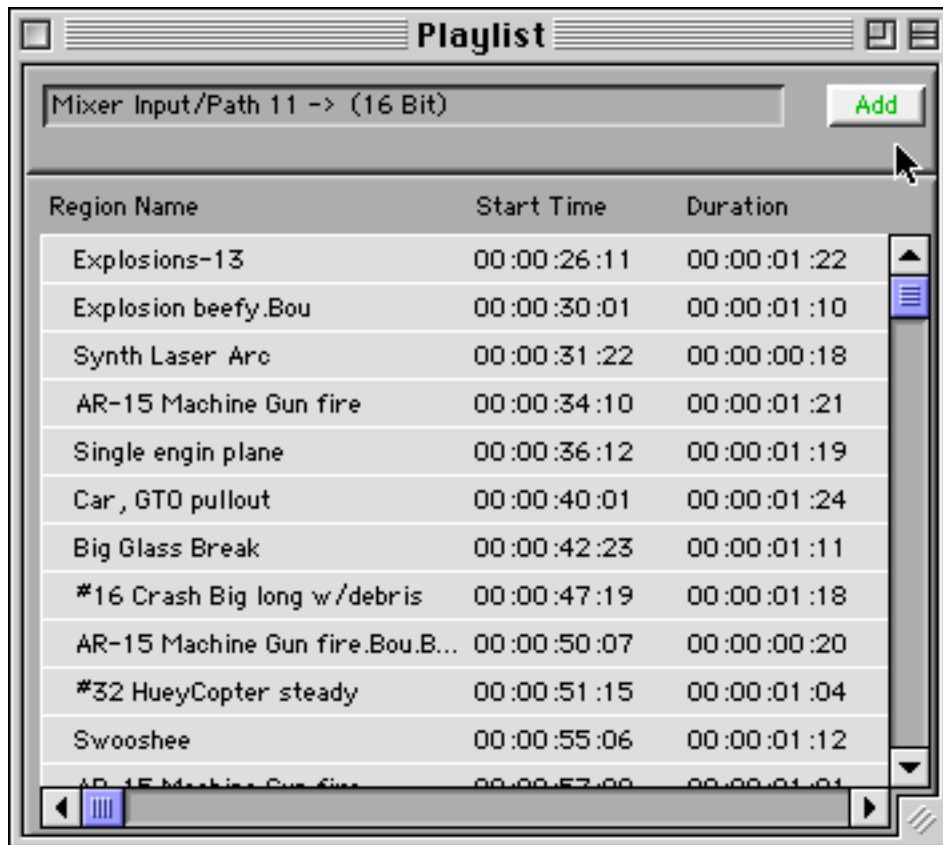 Playlist
Mixer Input/Path 11 -> (16 Bit)
Add
Region Name Start Time Duration
Explosions-13 00:00:26:11 00:00:01:22
Explosion beefy.Bou 00:00:30:01 00:00:01:10
Synth Laser Arc 00:00:31:22 00:00:00:18
AR-15 Machine Gun fire 00:00:34:10 00:00:01:21
Single engin plane 00:00:36:12 00:00:01:19
Car, GTO pullout 00:00:40:01 00:00:01:24
Big Glass Break 00:00:42:23 00:00:01:11
#16 Crash Big long w/debris 00:00:47:19 00:00:01:18
AR-15 Machine Gun fire.Bou.B... 00:00:50:07 00:00:00:20
#32 HueyCopter steady 00:00:51:15 00:00:01:04
Swooshee 00:00:55:06 00:00:01:12
AR-15 Machine Gun fire